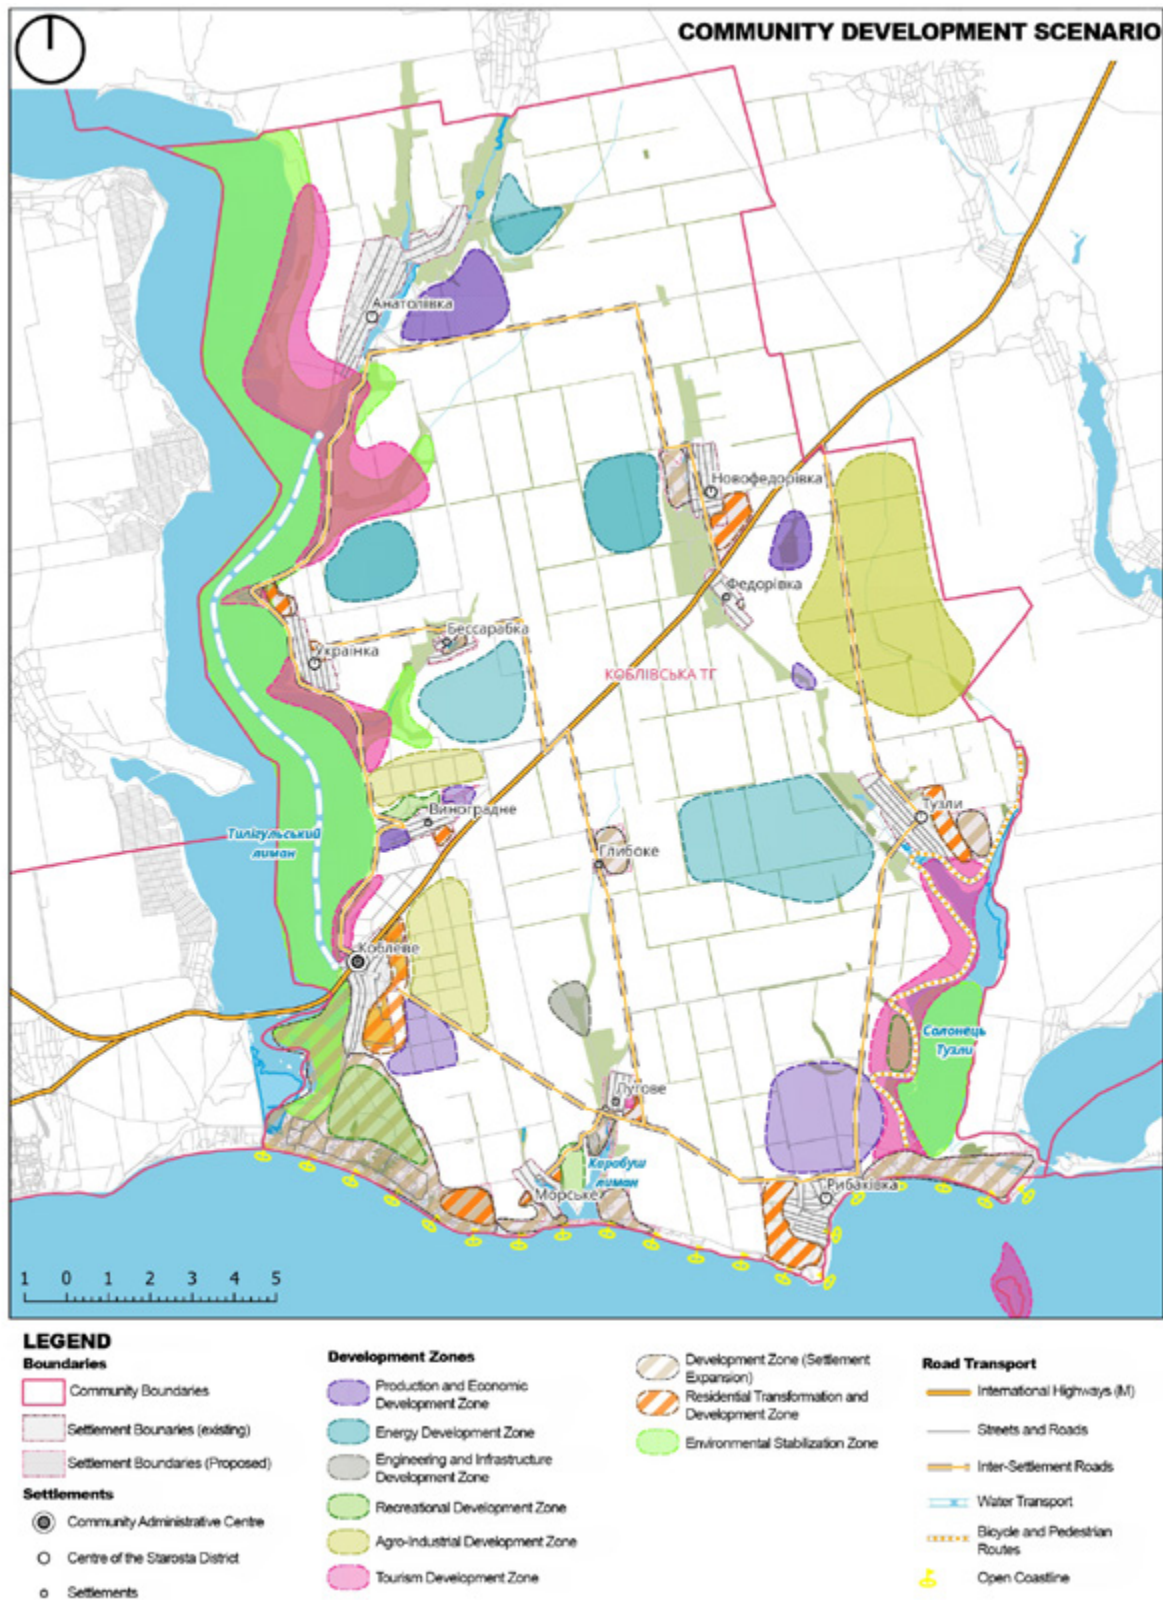 COMMUNITY DEVELOPMENT SCENARIO
Анатолівка
Новофедорівка
Федорівка
Бессарабка
Українка
КОБЛІВСЬКА ТГ
Виноградне
Тузли
Тилігульський
лиман
Глибоке
Коблеве
Солонець
Тузли
Лугове
Карабуш
лиман
Морське
Рибаківка
1 0 1 2 3 4 5
LEGEND
Boundaries
Community Boundaries
Settlement Bounaries (existing)
Settlement Boundaries (Proposed)
Settlements
Community Administrative Centre
Centre of the Starosta District
Settlements
Development Zones
Production and Economic
Development Zone
Energy Development Zone
Engineering and Infrastructure
Development Zone
Recreational Development Zone
Agro-Industrial Development Zone
Tourism Development Zone
Development Zone (Settlement
Expansion)
Residential Transformation and
Development Zone
Environmental Stabilization Zone
Road Transport
International Highways (M)
Streets and Roads
Inter-Settlement Roads
Water Transport
Bicycle and Pedestrian
Routes
Open Coastline